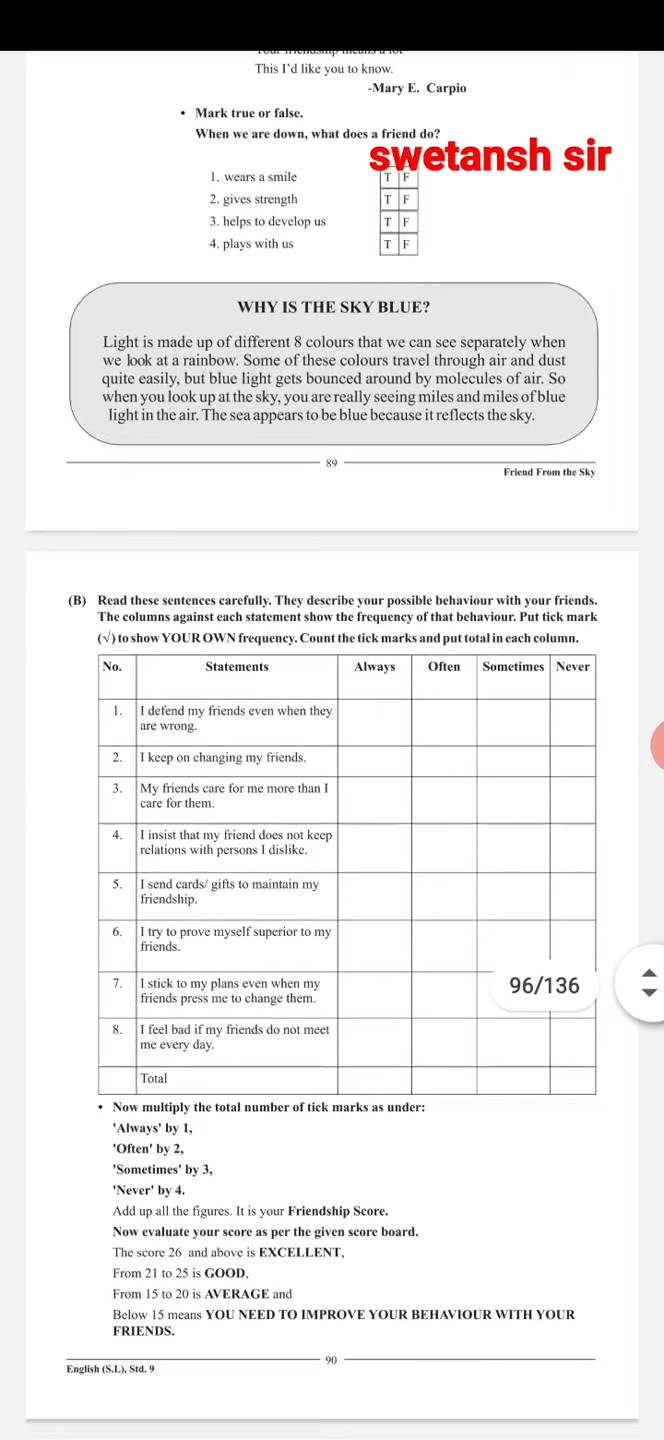 This I'd like you to know.
-Mary E. Carpio
• Mark true or false.
When we are down, what does a friend do?
swetansh sir
1. wears a smile T F
2. gives strength T F
3. helps to develop us T F
4. plays with us T F
WHY IS THE SKY BLUE?
Light is made up of different 8 colours that we can see separately when
we look at a rainbow. Some of these colours travel through air and dust
quite easily, but blue light gets bounced around by molecules of air. So
when you look up at the sky, you are really seeing miles and miles of blue
light in the air. The sea appears to be blue because it reflects the sky.
89
Friend From the Sky
(B) Read these sentences carefully. They describe your possible behaviour with your friends.
The columns against each statement show the frequency of that behaviour. Put tick mark
(√) to show YOUR OWN frequency. Count the tick marks and put total in each column.
No. Statements Always Often Sometimes Never
1. I defend my friends even when they
are wrong.
2. I keep on changing my friends.
3. My friends care for me more than I
care for them.
4. I insist that my friend does not keep
relations with persons I dislike.
5. I send cards/ gifts to maintain my
friendship.
6. I try to prove myself superior to my
friends.
7. I stick to my plans even when my
friends press me to change them.
96/136
8. I feel bad if my friends do not meet
me every day.
Total
• Now multiply the total number of tick marks as under:
'Always' by 1,
'Often' by 2,
'Sometimes' by 3,
'Never' by 4.
Add up all the figures. It is your Friendship Score.
Now evaluate your score as per the given score board.
The score 26 and above is EXCELLENT,
From 21 to 25 is GOOD,
From 15 to 20 is AVERAGE and
Below 15 means YOU NEED TO IMPROVE YOUR BEHAVIOUR WITH YOUR
FRIENDS.
90
English (S.L), Std. 9